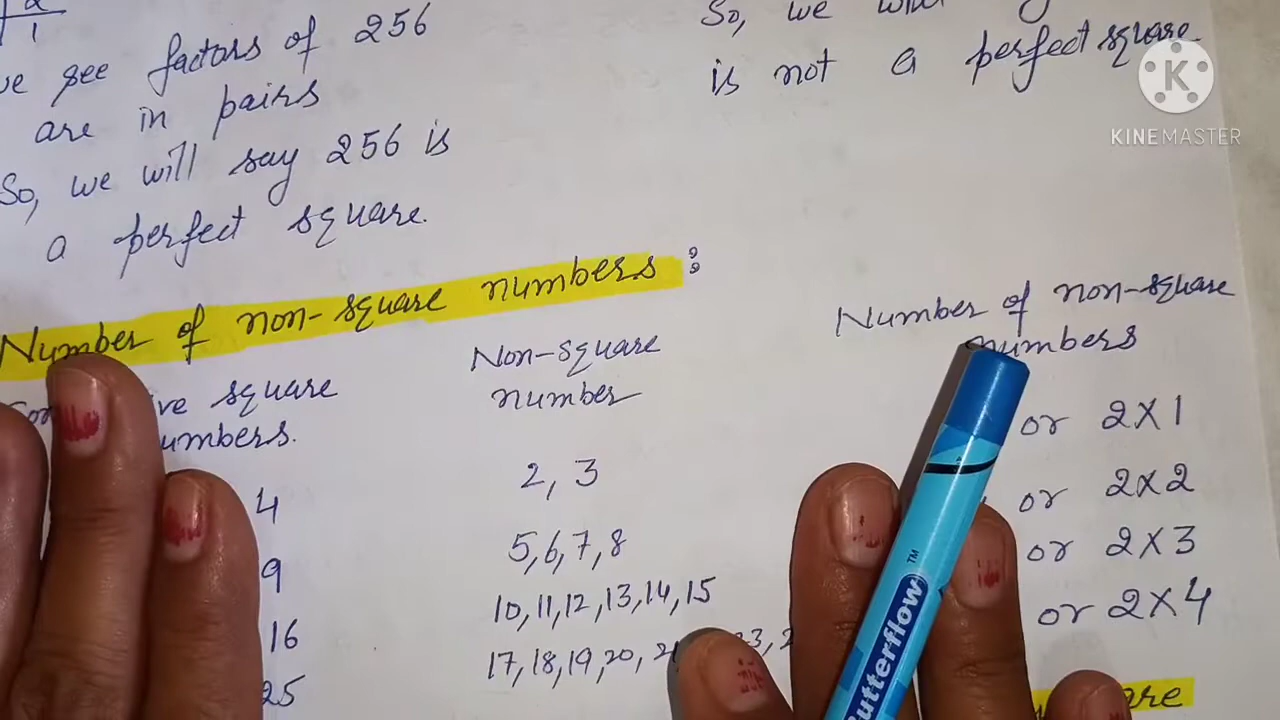 we see factors of 256
are in pairs
So, we will say 256 is
a perfect square.
So, we will
is not a perfect square
KINEMASTER
Number of non-square numbers :
square
numbers.
Non-square
number
Number of non-square
numbers
4
2, 3
or 2X1
9
5,6,7,8
or 2X2
16
10,11,12,13,14,15
or 2X3
25
17,18,19,20,
or 2X4
Butterflow™